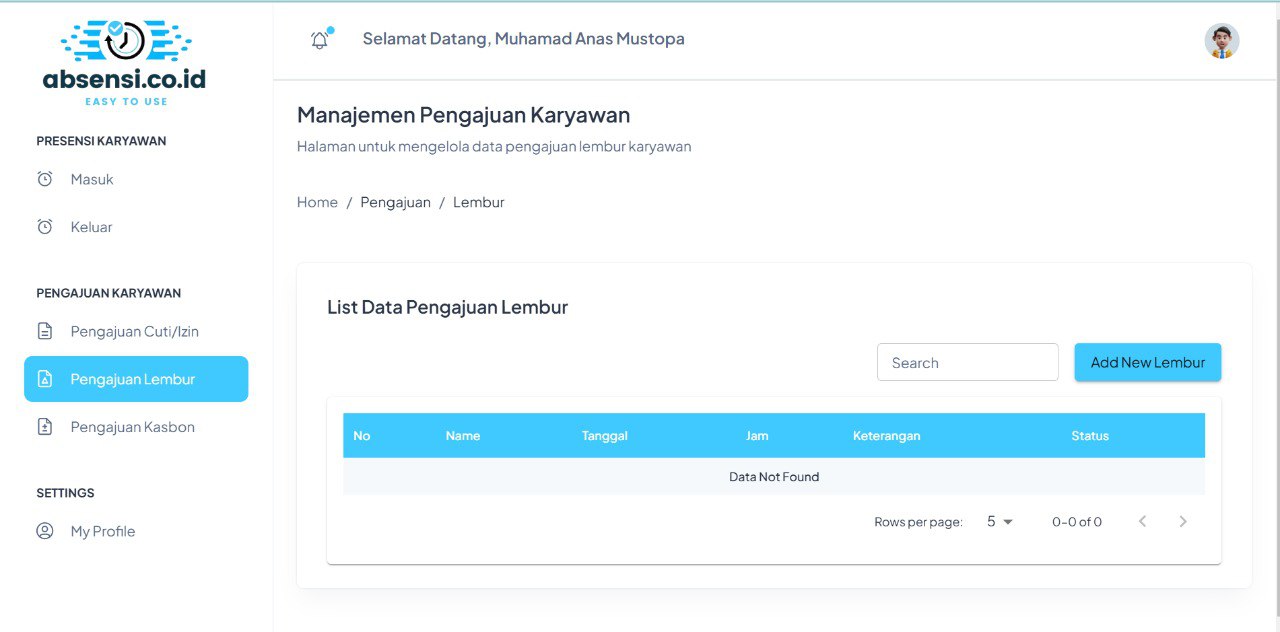 absensi.co.id
EASY TO USE
PRESENSI KARYAWAN
Masuk
Keluar
PENGAJUAN KARYAWAN
Pengajuan Cuti/Izin
Pengajuan Lembur
Pengajuan Kasbon
SETTINGS
My Profile
Selamat Datang, Muhamad Anas Mustopa
Manajemen Pengajuan Karyawan
Halaman untuk mengelola data pengajuan lembur karyawan
Home / Pengajuan / Lembur
List Data Pengajuan Lembur
Search Add New Lembur
No Name Tanggal Jam Keterangan Status
Data Not Found
Rows per page: 5 0–0 of 0